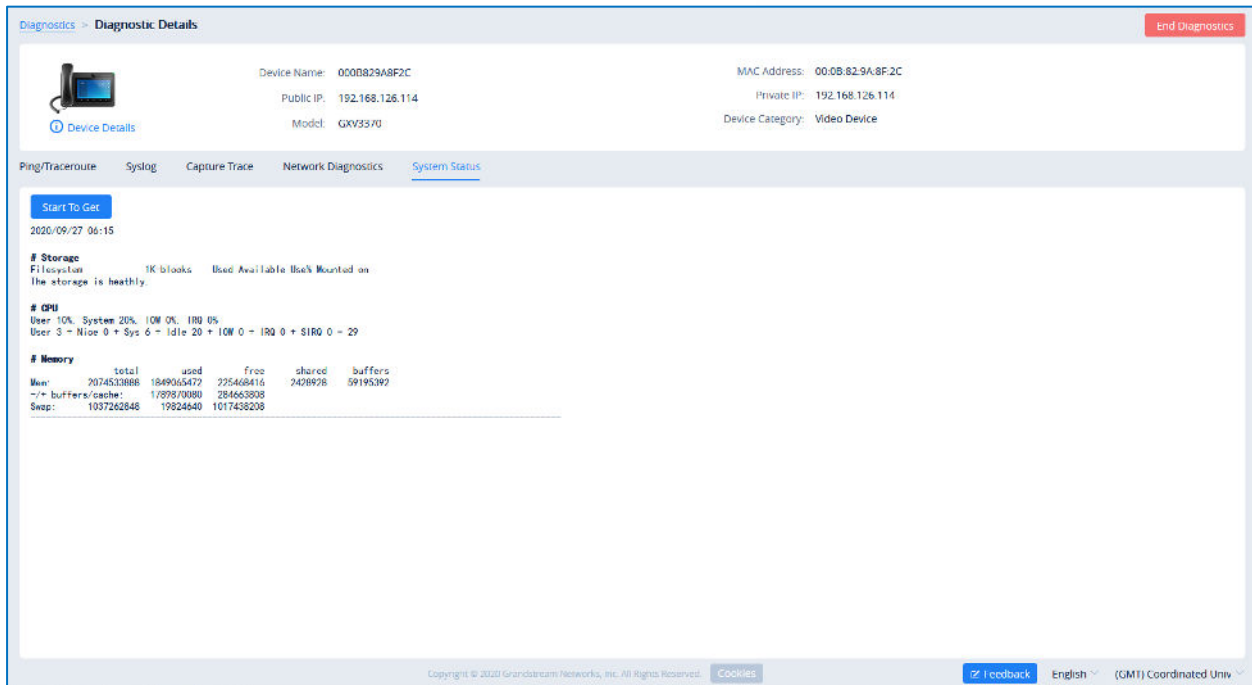 Diagnostics > Diagnostic Details
End Diagnostics
Device Name: 000B829A8F2C
MAC Address: 00:0B:82:9A:8F:2C
Public IP: 192.168.126.114
Private IP: 192.168.126.114
Device Details
Model: GXV3370
Device Category: Video Device
Ping/Traceroute Syslog Capture Trace Network Diagnostics System Status
Start To Get
2020/09/27 06:15
# Storage
Filesystem 1K-blooks Used Available Use% Mounted on
The storage is heathly.
# CPU
User 10%, System 20%, IOW 0%, IRQ 0%
User 3 + Nice 0 + Sys 6 + Idle 20 + IOW 0 + IRQ 0 + SIRQ 0 = 29
# Memory
total used free shared buffers
Mem: 2074533888 1849065472 225468416 2428928 59195392
-/+ buffers/cache: 1789870080 284663808
Swap: 1037262848 19824640 1017438208
Copyright © 2020 Grandstream Networks, Inc. All Rights Reserved. Cookies
Feedback English (GMT) Coordinated Univ